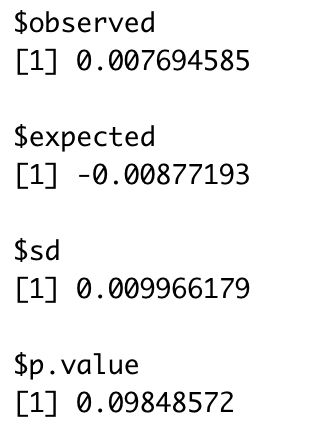 $observed
[1] 0.007694585
$expected
[1] -0.00877193
$sd
[1] 0.009966179
$p.value
[1] 0.09848572